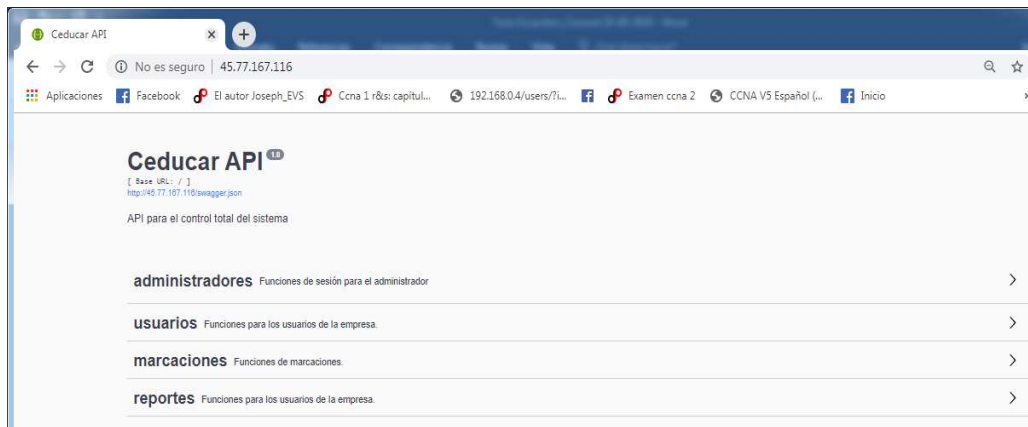 Ceducar API
No es seguro | 45.77.167.116
Aplicaciones Facebook El autor Joseph_EVS Ccna 1 r&s: capítul... 192.168.0.4/users/?i... Examen ccna 2 CCNA V5 Español (... Inicio
Ceducar API 1.0
[ Base URL: / ]
http://45.77.167.116/swagger.json
API para el control total del sistema
administradores Funciones de sesión para el administrador
usuarios Funciones para los usuarios de la empresa.
marcaciones Funciones de marcaciones.
reportes Funciones para los usuarios de la empresa.